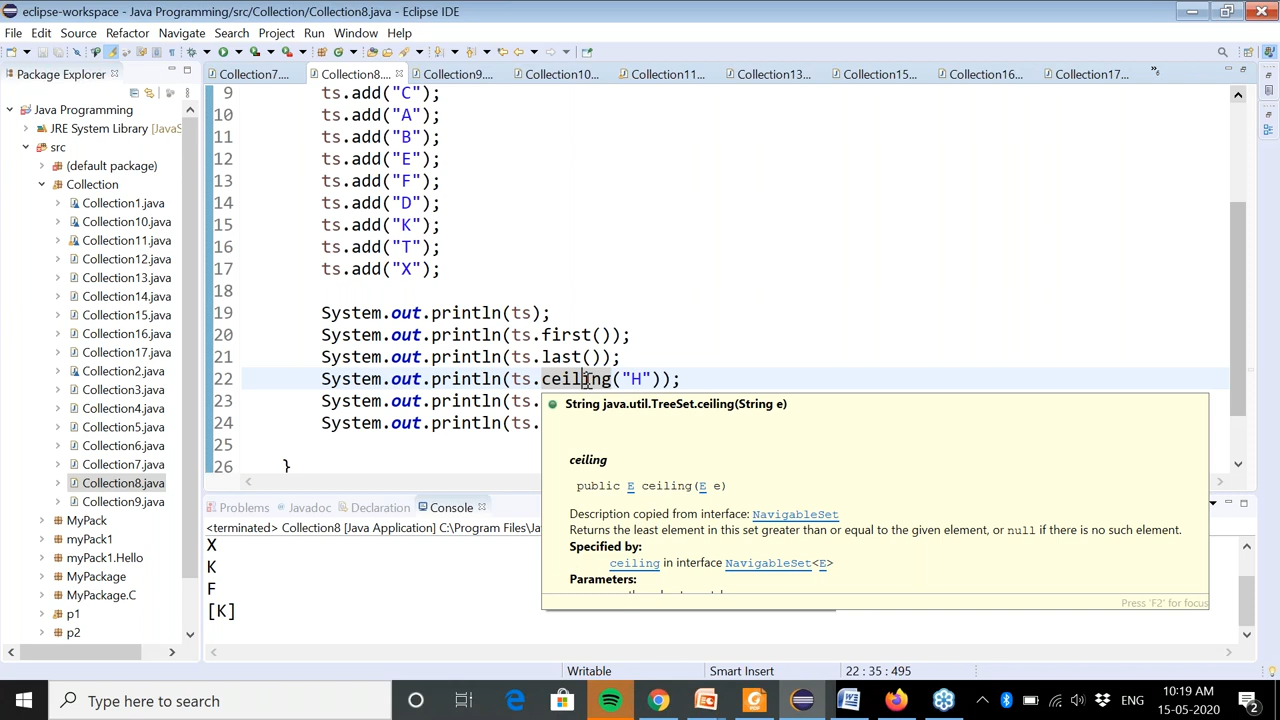 eclipse-workspace - Java Programming/src/Collection/Collection8.java - Eclipse IDE
File Edit Source Refactor Navigate Search Project Run Window Help
Package Explorer
Collection7....
Collection8....
Collection9....
Collection10....
Collection11....
Collection13....
Collection15....
Collection16....
Collection17....
Java Programming
JRE System Library [JavaS
src
(default package)
Collection
Collection1.java
Collection10.java
Collection11.java
Collection12.java
Collection13.java
Collection14.java
Collection15.java
Collection16.java
Collection17.java
Collection2.java
Collection3.java
Collection4.java
Collection5.java
Collection6.java
Collection7.java
Collection8.java
Collection9.java
MyPack
myPack1
myPack1.Hello
MyPackage
MyPackage.C
p1
p2
9 ts.add("C");
10 ts.add("A");
11 ts.add("B");
12 ts.add("E");
13 ts.add("F");
14 ts.add("D");
15 ts.add("K");
16 ts.add("T");
17 ts.add("X");
18
19 System.out.println(ts);
20 System.out.println(ts.first());
21 System.out.println(ts.last());
22 System.out.println(ts.ceiling("H"));
23 System.out.println(ts.
24 System.out.println(ts.
25
26 }
String java.util.TreeSet.ceiling(String e)
ceiling
public E ceiling(E e)
Description copied from interface: NavigableSet
Returns the least element in this set greater than or equal to the given element, or null if there is no such element.
Specified by:
ceiling in interface NavigableSet<E>
Parameters:
Press 'F2' for focus
Problems Javadoc Declaration Console
<terminated> Collection8 [Java Application] C:\Program Files\Jav
X
K
F
[K]
Writable Smart Insert 22 : 35 : 495
Type here to search
ENG
10:19 AM
15-05-2020
2